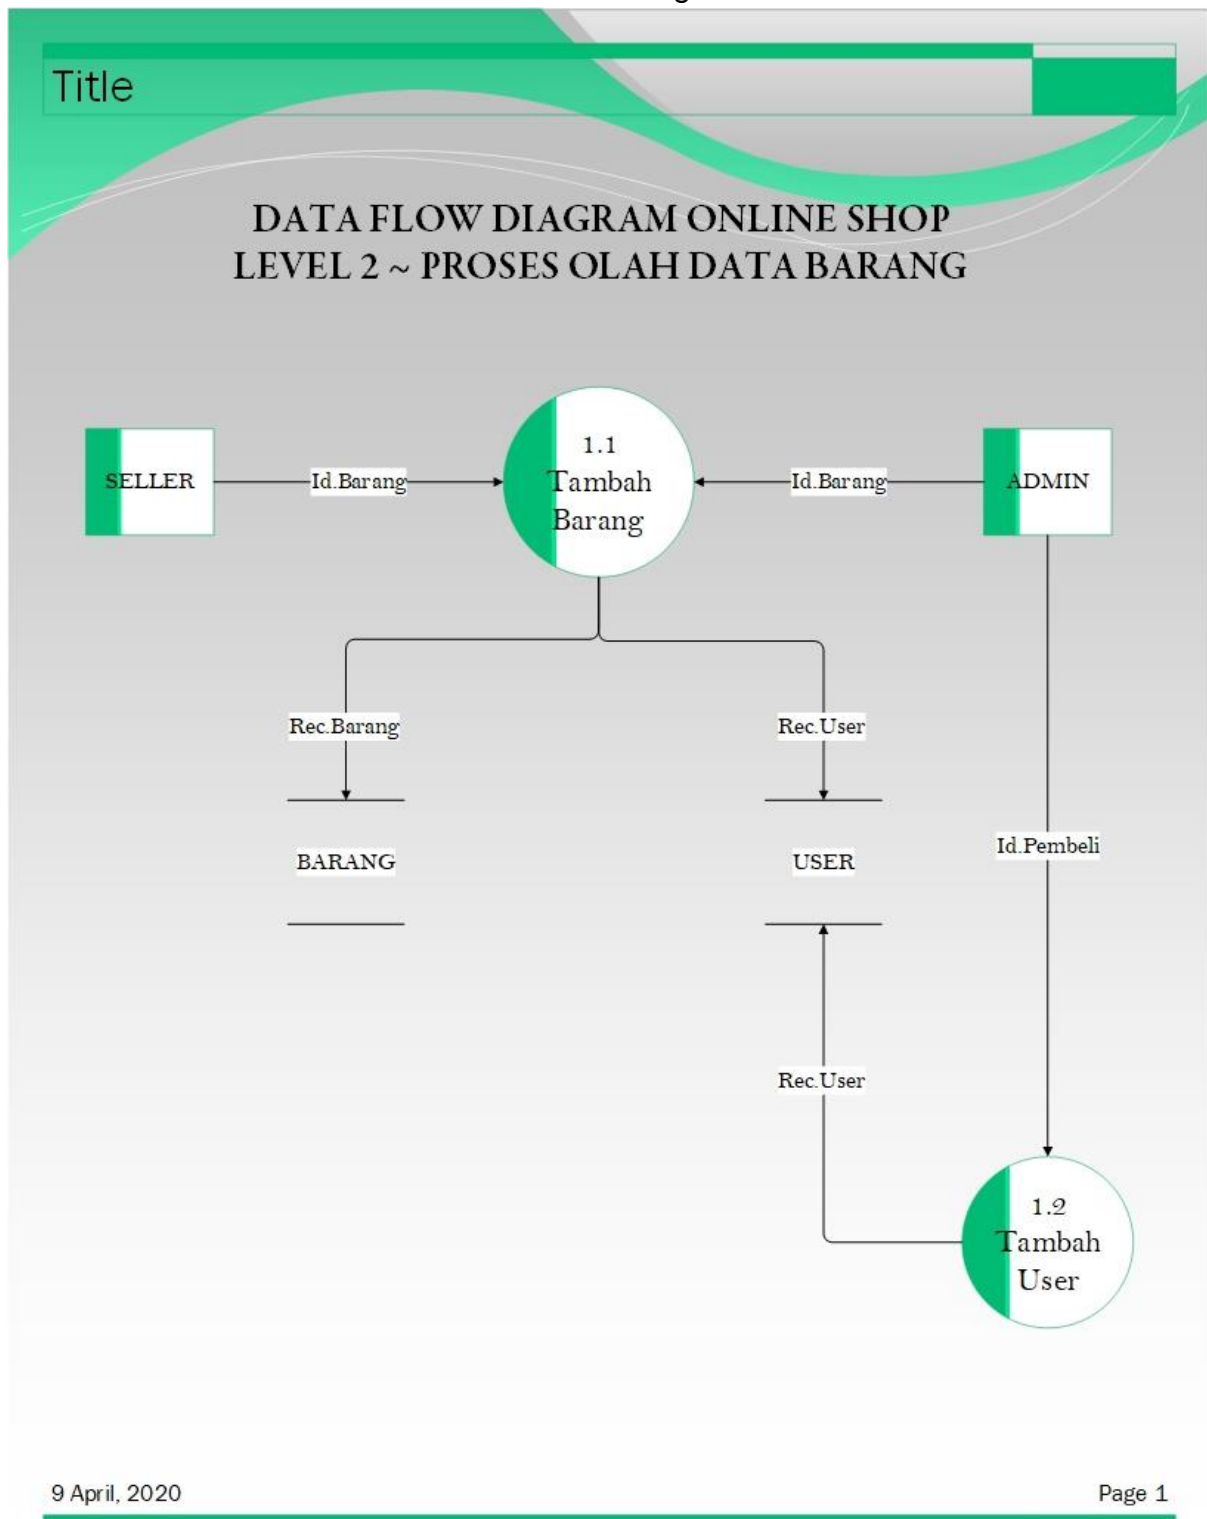 Title
DATA FLOW DIAGRAM ONLINE SHOP
LEVEL 2 ~ PROSES OLAH DATA BARANG
SELLER
Id.Barang
1.1
Tambah
Barang
Id.Barang
ADMIN
Rec.Barang
Rec.User
BARANG
USER
Id.Pembeli
Rec.User
1.2
Tambah
User
9 April, 2020
Page 1